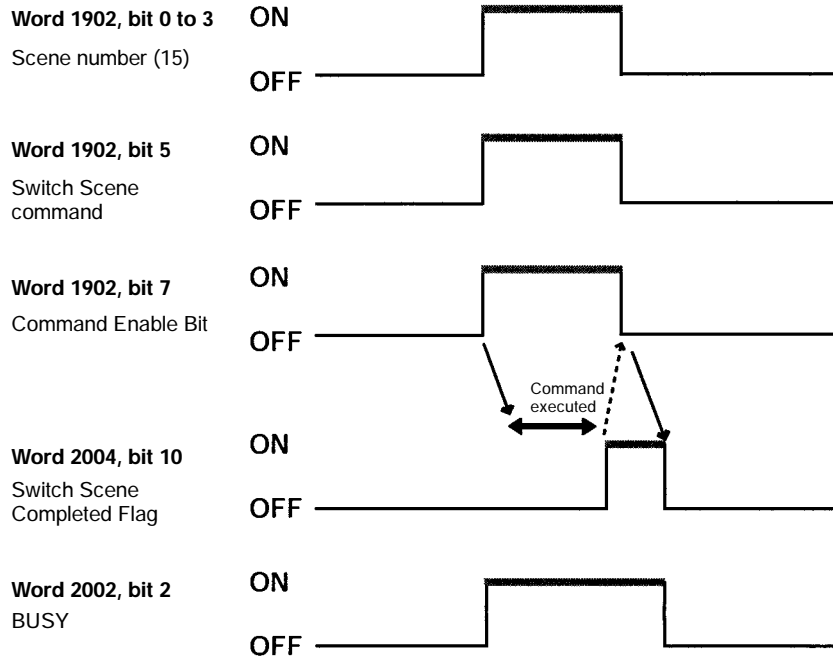 Word 1902, bit 0 to 3
ON
Scene number (15)
OFF
Word 1902, bit 5
ON
Switch Scene
command
OFF
Word 1902, bit 7
ON
Command Enable Bit
OFF
Command
executed
Word 2004, bit 10
ON
Switch Scene
Completed Flag
OFF
Word 2002, bit 2
ON
BUSY
OFF